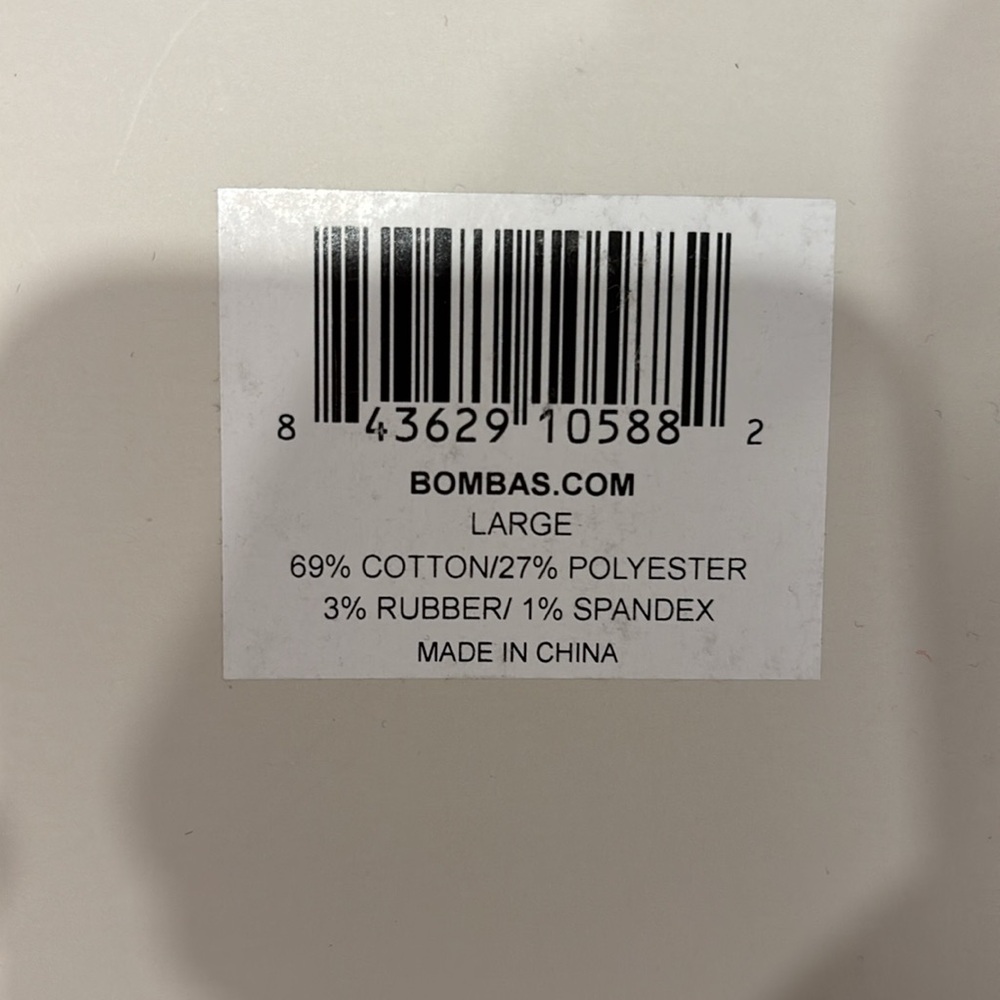 8 43629 10588 2
BOMBAS.COM
LARGE
69% COTTON/27% POLYESTER
3% RUBBER/ 1% SPANDEX
MADE IN CHINA